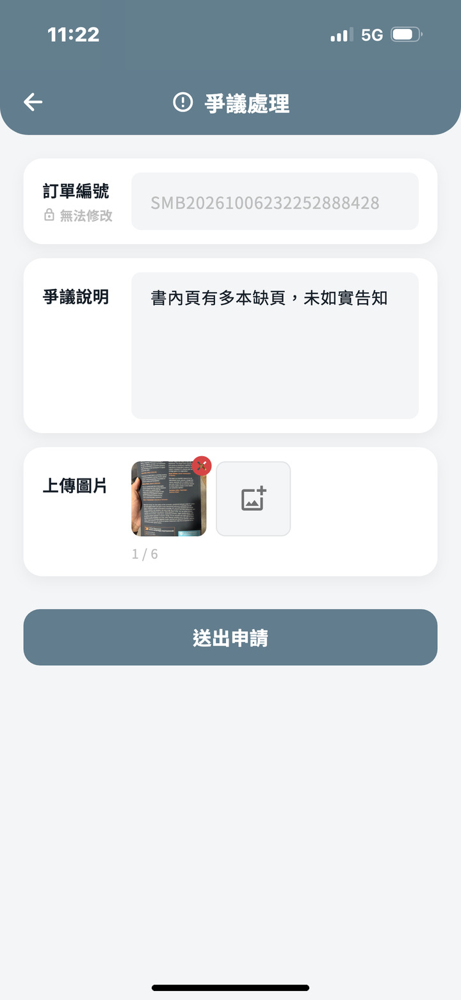 11:22
5G
爭議處理
訂單編號
無法修改
SMB20261006232252888428
爭議說明
書內頁有多本缺頁，未如實告知
上傳圖片
1 / 6
送出申請